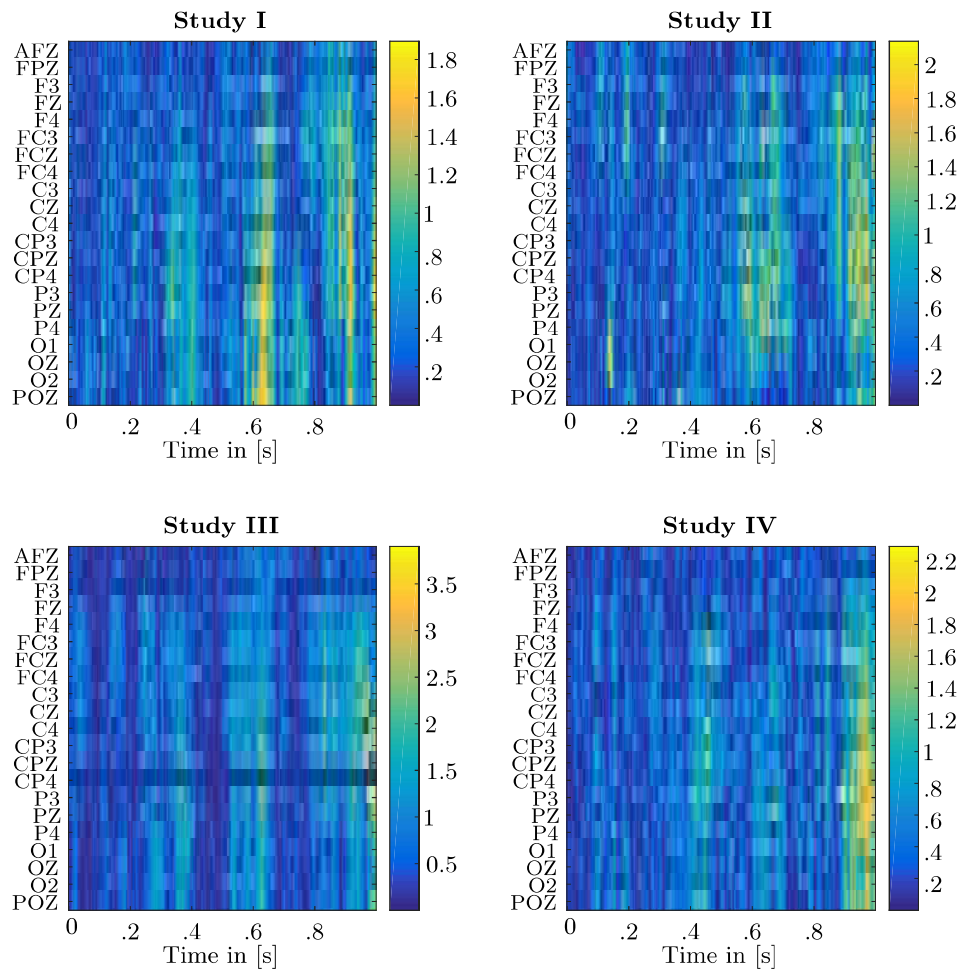 Study I
AFZ
FPZ
F3
FZ
F4
FC3
FCZ
FC4
C3
CZ
C4
CP3
CPZ
CP4
P3
PZ
P4
O1
OZ
O2
POZ
0 .2 .4 .6 .8
Time in [s]
1.8
1.6
1.4
1.2
1
.8
.6
.4
.2
Study II
AFZ
FPZ
F3
FZ
F4
FC3
FCZ
FC4
C3
CZ
C4
CP3
CPZ
CP4
P3
PZ
P4
O1
OZ
O2
POZ
0 .2 .4 .6 .8
Time in [s]
2
1.8
1.6
1.4
1.2
1
.8
.6
.4
.2
Study III
AFZ
FPZ
F3
FZ
F4
FC3
FCZ
FC4
C3
CZ
C4
CP3
CPZ
CP4
P3
PZ
P4
O1
OZ
O2
POZ
0 .2 .4 .6 .8
Time in [s]
3.5
3
2.5
2
1.5
1
0.5
Study IV
AFZ
FPZ
F3
FZ
F4
FC3
FCZ
FC4
C3
CZ
C4
CP3
CPZ
CP4
P3
PZ
P4
O1
OZ
O2
POZ
0 .2 .4 .6 .8
Time in [s]
2.2
2
1.8
1.6
1.4
1.2
1
.8
.6
.4
.2